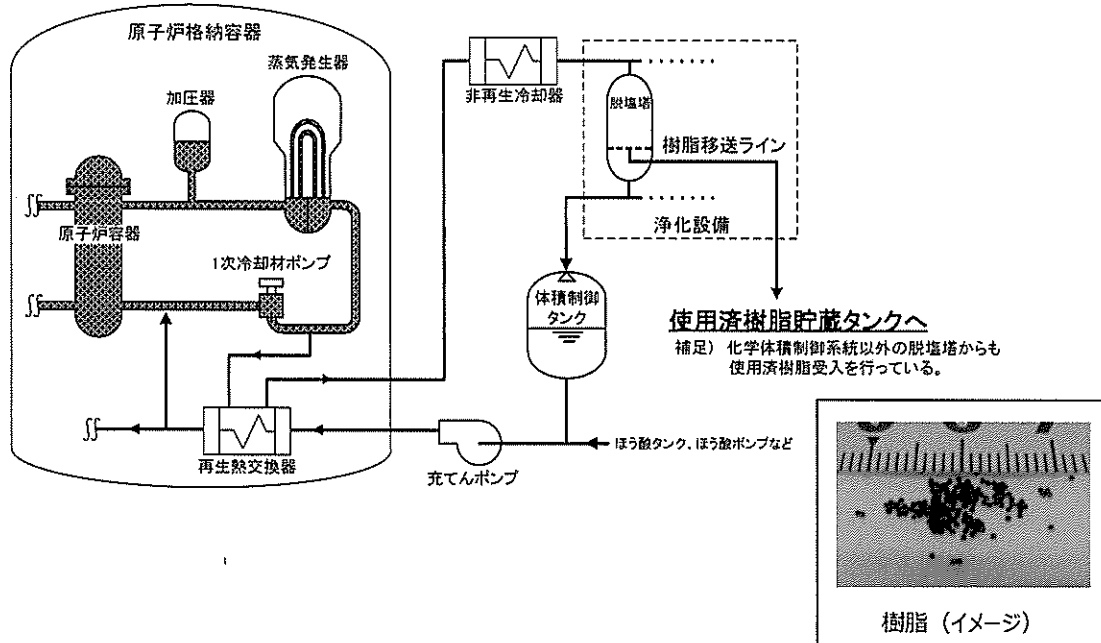 原子炉格納容器
蒸気発生器
加圧器
原子炉容器
1次冷却材ポンプ
再生熱交換器
非再生冷却器
脱塩塔
樹脂移送ライン
浄化設備
体積制御
タンク
使用済樹脂貯蔵タンクへ
補足) 化学体積制御系統以外の脱塩塔からも
使用済樹脂受入を行っている。
ほう酸タンク、ほう酸ポンプなど
充てんポンプ
樹脂 (イメージ)